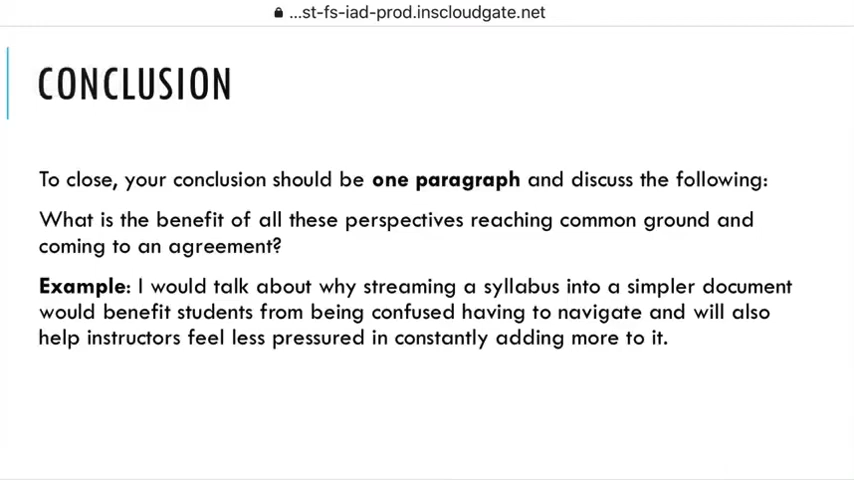 ...st-fs-iad-prod.inscloudgate.net
CONCLUSION
To close, your conclusion should be one paragraph and discuss the following:
What is the benefit of all these perspectives reaching common ground and
coming to an agreement?
Example: I would talk about why streaming a syllabus into a simpler document
would benefit students from being confused having to navigate and will also
help instructors feel less pressured in constantly adding more to it.